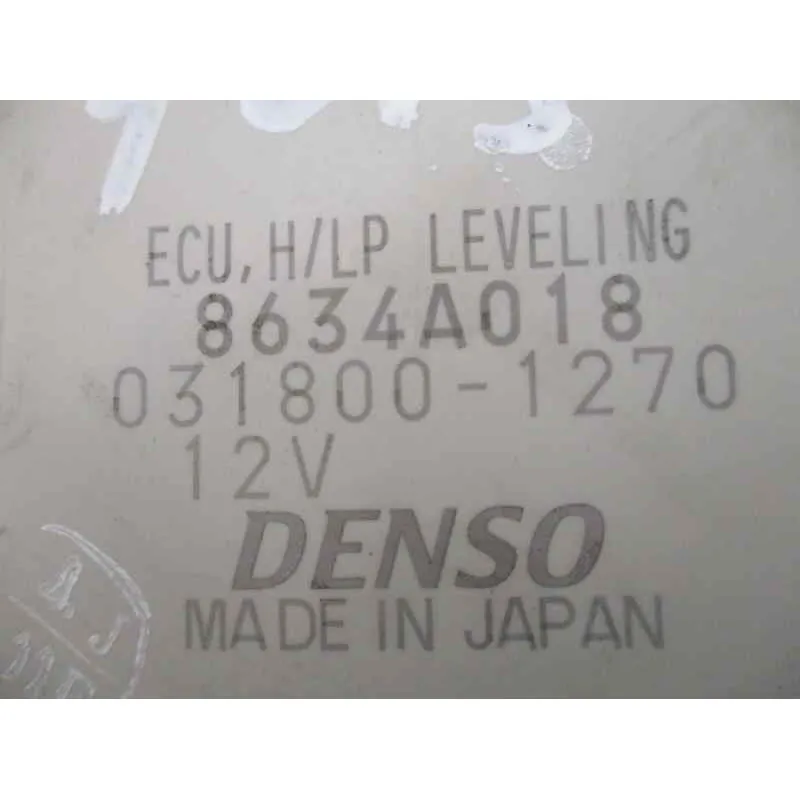 ECU, H/LP LEVELING
8634A018
031800-1270
12V
DENSO
MADE IN JAPAN